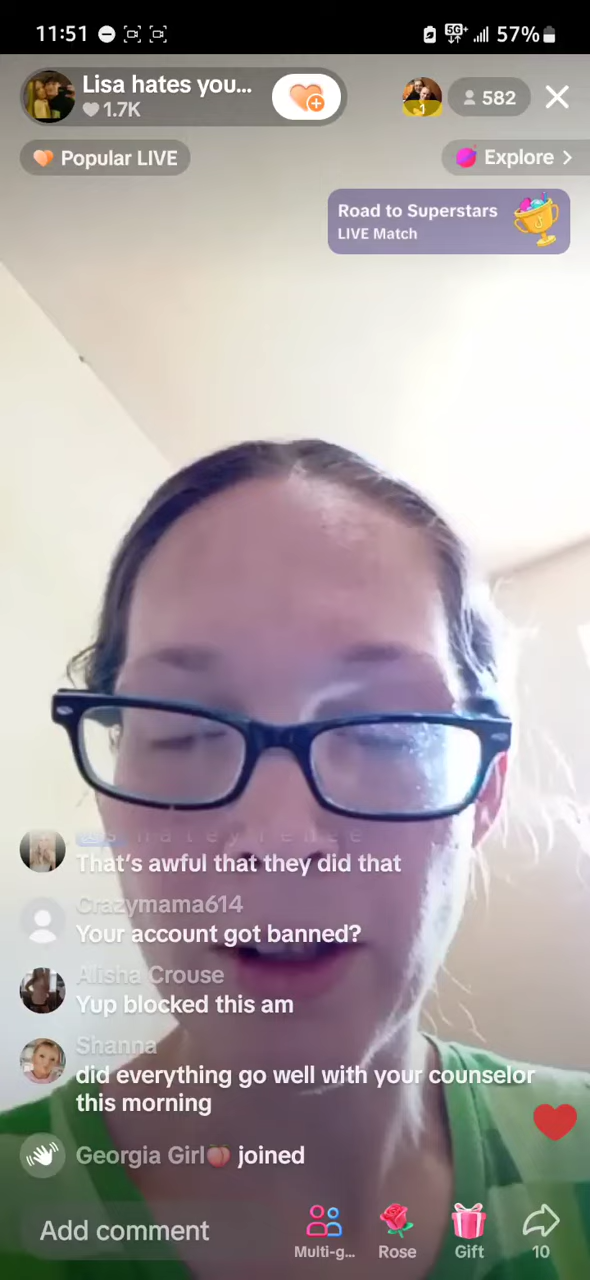 11:51
5G+
57%
Lisa hates you...
1.7K
1
582
Popular LIVE
Explore >
Road to Superstars
LIVE Match
That's awful that they did that
Crazymama614
Your account got banned?
Alisha Crouse
Yup blocked this am
Shanna
did everything go well with your counselor
this morning
Georgia Girl🍑 joined
Add comment
Multi-g...
Rose
Gift
10